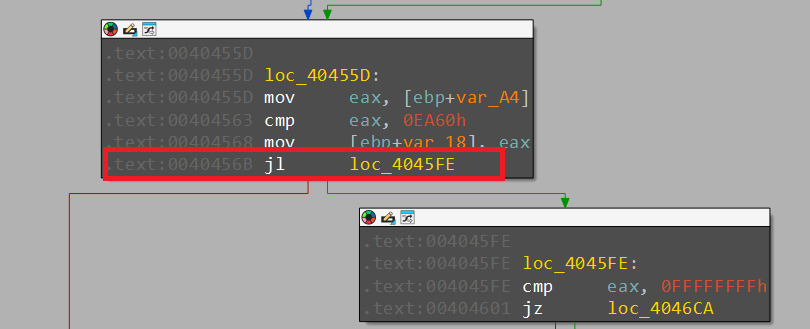 .text:0040455D
.text:0040455D loc_40455D:
.text:0040455D mov     eax, [ebp+var_A4]
.text:00404563 cmp     eax, 0EA60h
.text:00404568 mov     [ebp+var_18], eax
.text:0040456B jl      loc_4045FE
.text:004045FE
.text:004045FE loc_4045FE:
.text:004045FE cmp     eax, 0FFFFFFFFh
.text:00404601 jz      loc_4046CA